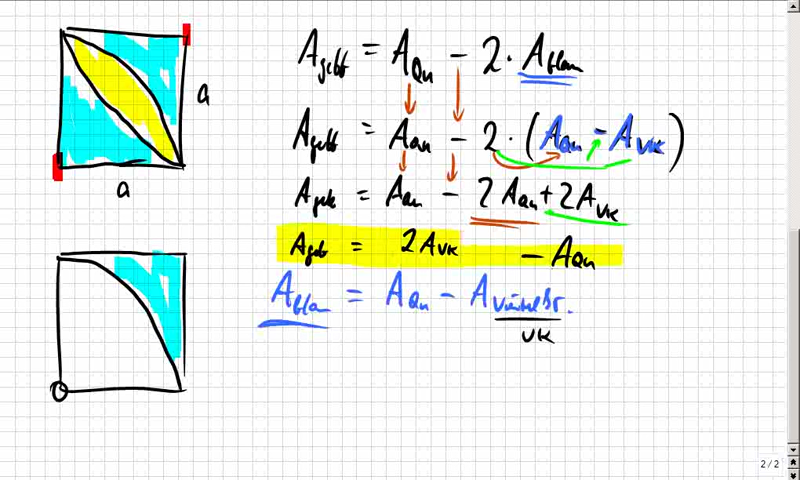 A_gelb = A_Qu - 2 · A_blau
a
A_gelb = A_Qu - 2 · ( A_Qu - A_VK )
a
A_gelb = A_Qu - 2 A_Qu + 2 A_VK
A_gelb = 2 A_VK - A_Qu
A_blau = A_Qu - A_Viertelkr.
VK
2/2